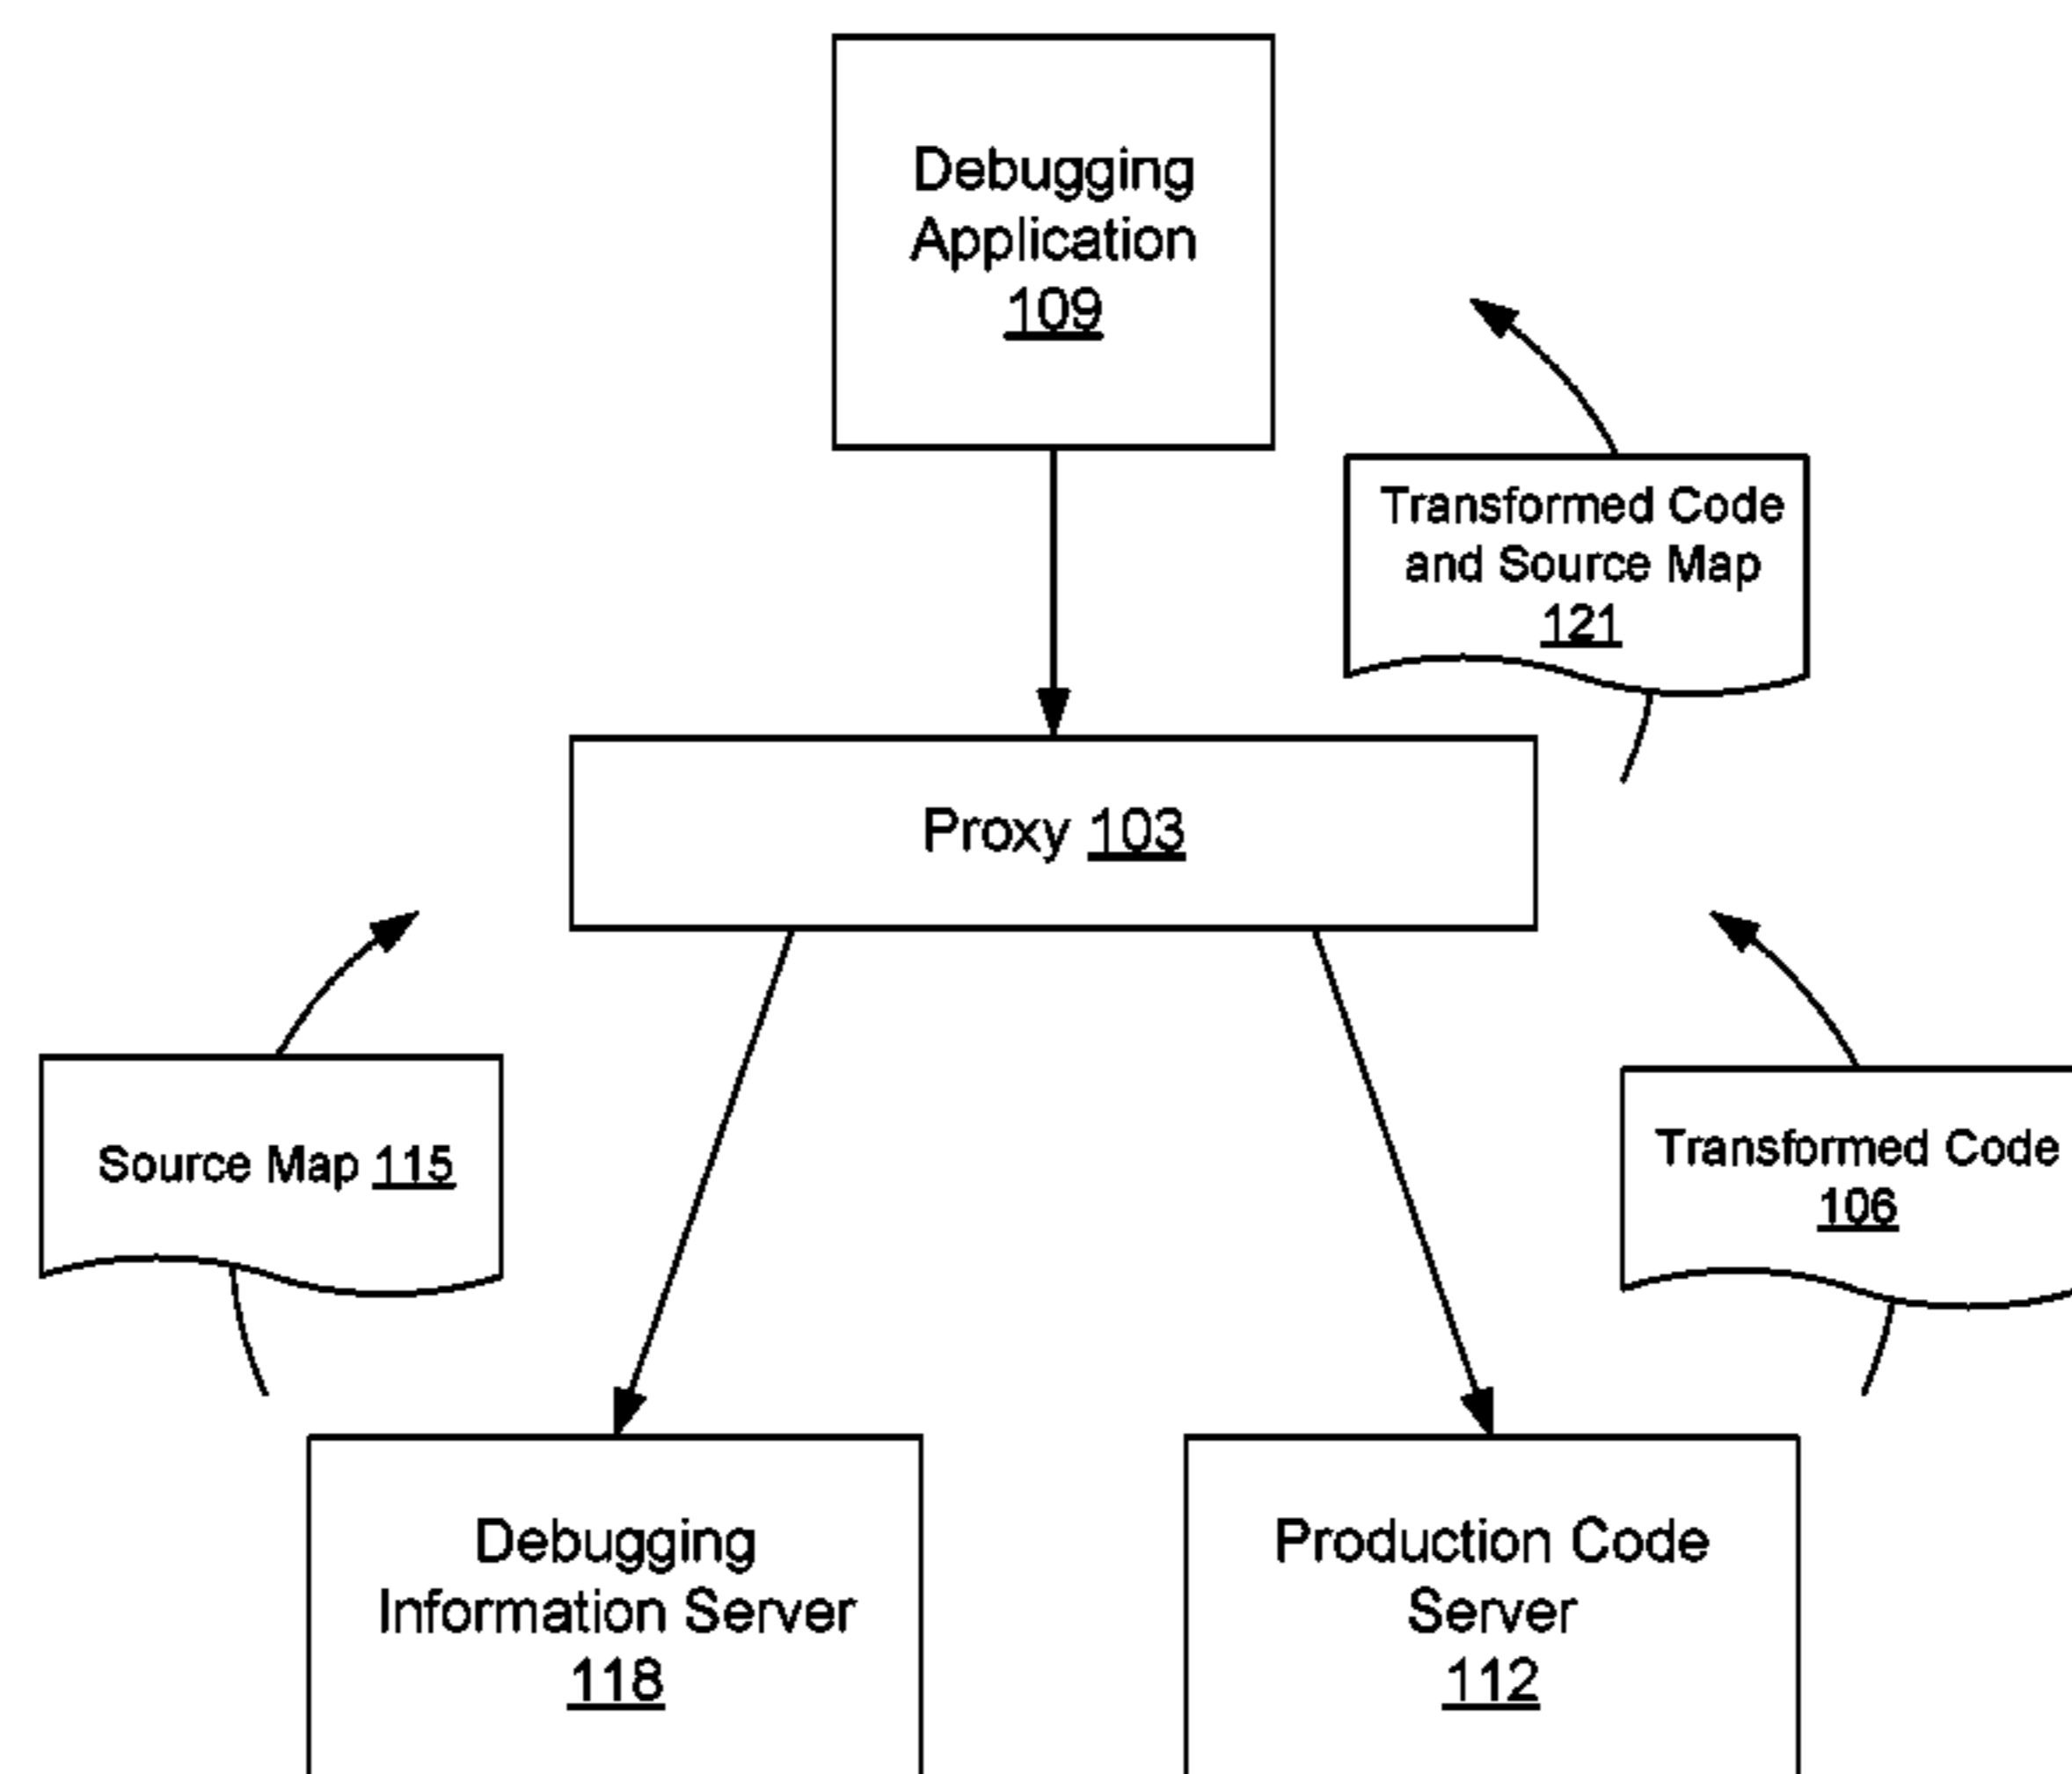 Debugging
Application
109
Transformed Code
and Source Map
121
Proxy 103
Source Map 115
Transformed Code
106
Debugging
Information Server
118
Production Code
Server
112